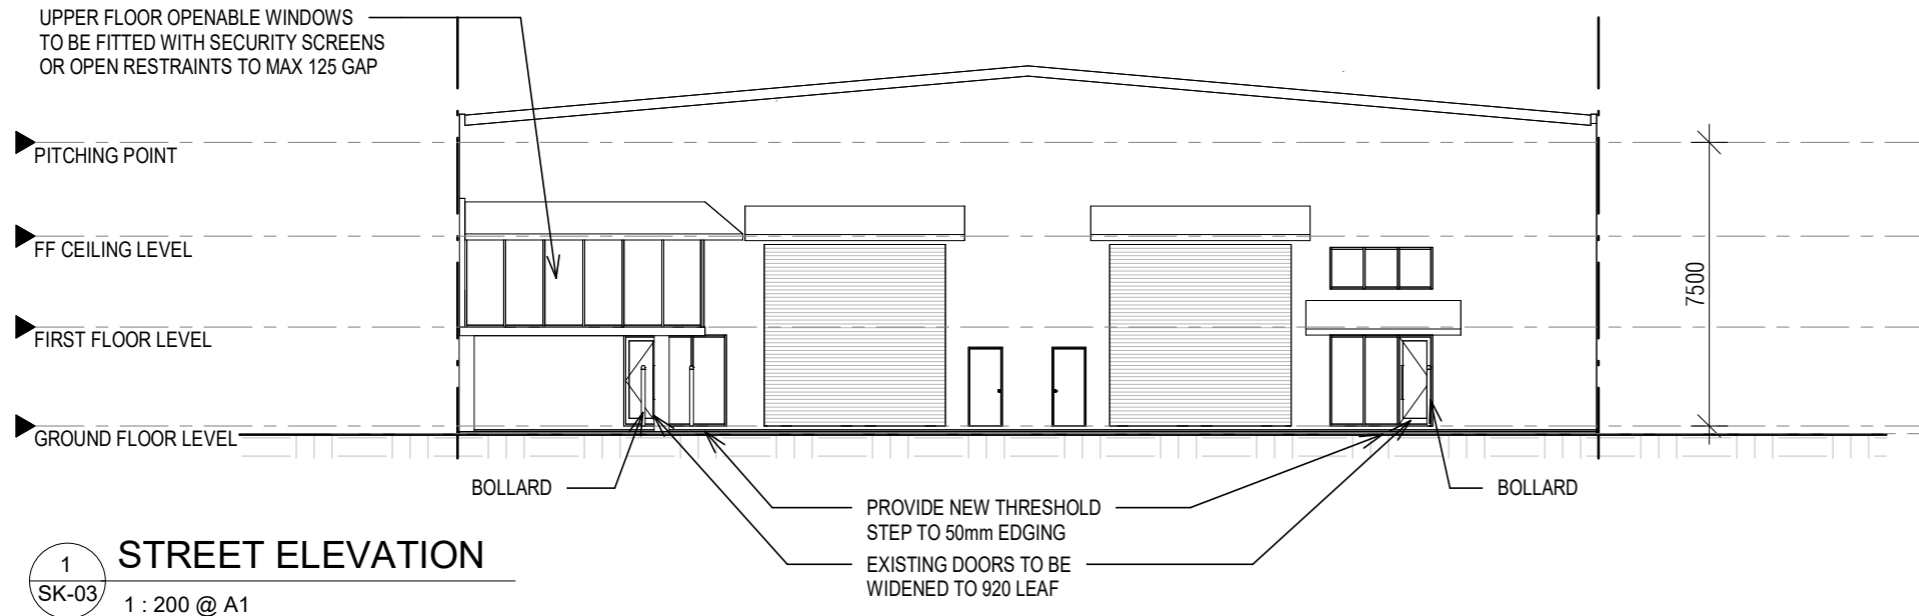 UPPER FLOOR OPENABLE WINDOWS
TO BE FITTED WITH SECURITY SCREENS
OR OPEN RESTRAINTS TO MAX 125 GAP
PITCHING POINT
FF CEILING LEVEL
FIRST FLOOR LEVEL
GROUND FLOOR LEVEL
7500
BOLLARD
PROVIDE NEW THRESHOLD
STEP TO 50mm EDGING
EXISTING DOORS TO BE
WIDENED TO 920 LEAF
BOLLARD
1
SK-03
STREET ELEVATION
1 : 200 @ A1